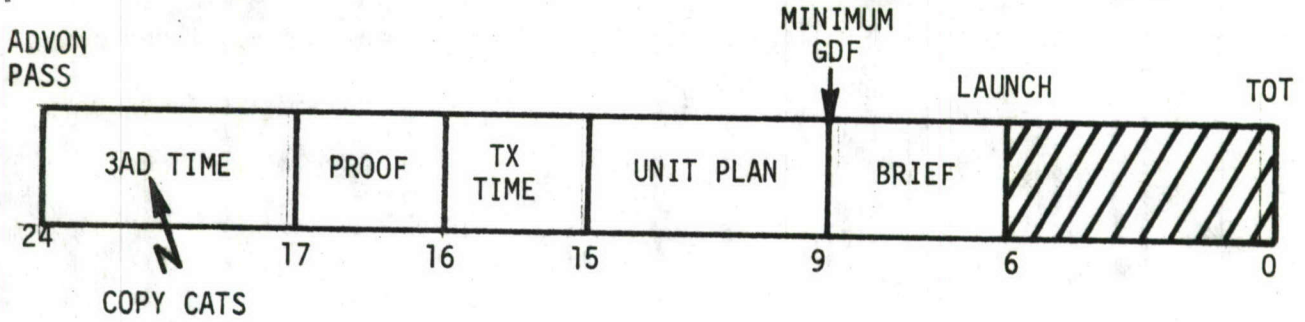 MINIMUM
GDF
ADVON
PASS
LAUNCH
TOT
3AD TIME
PROOF
TX
TIME
UNIT PLAN
BRIEF
24
17
16
15
9
6
0
COPY CATS